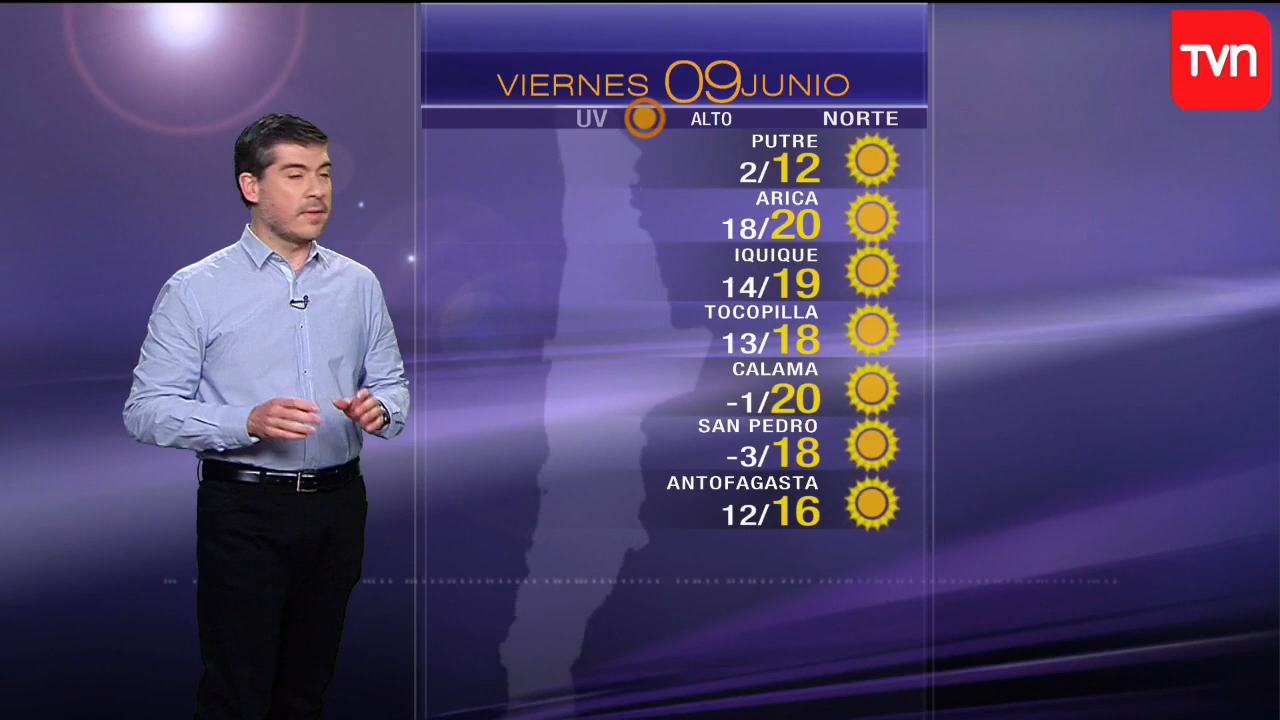 TVN
VIERNES 09 JUNIO
UV ALTO NORTE
PUTRE
2/12
ARICA
18/20
IQUIQUE
14/19
TOCOPILLA
13/18
CALAMA
-1/20
SAN PEDRO
-3/18
ANTOFAGASTA
12/16